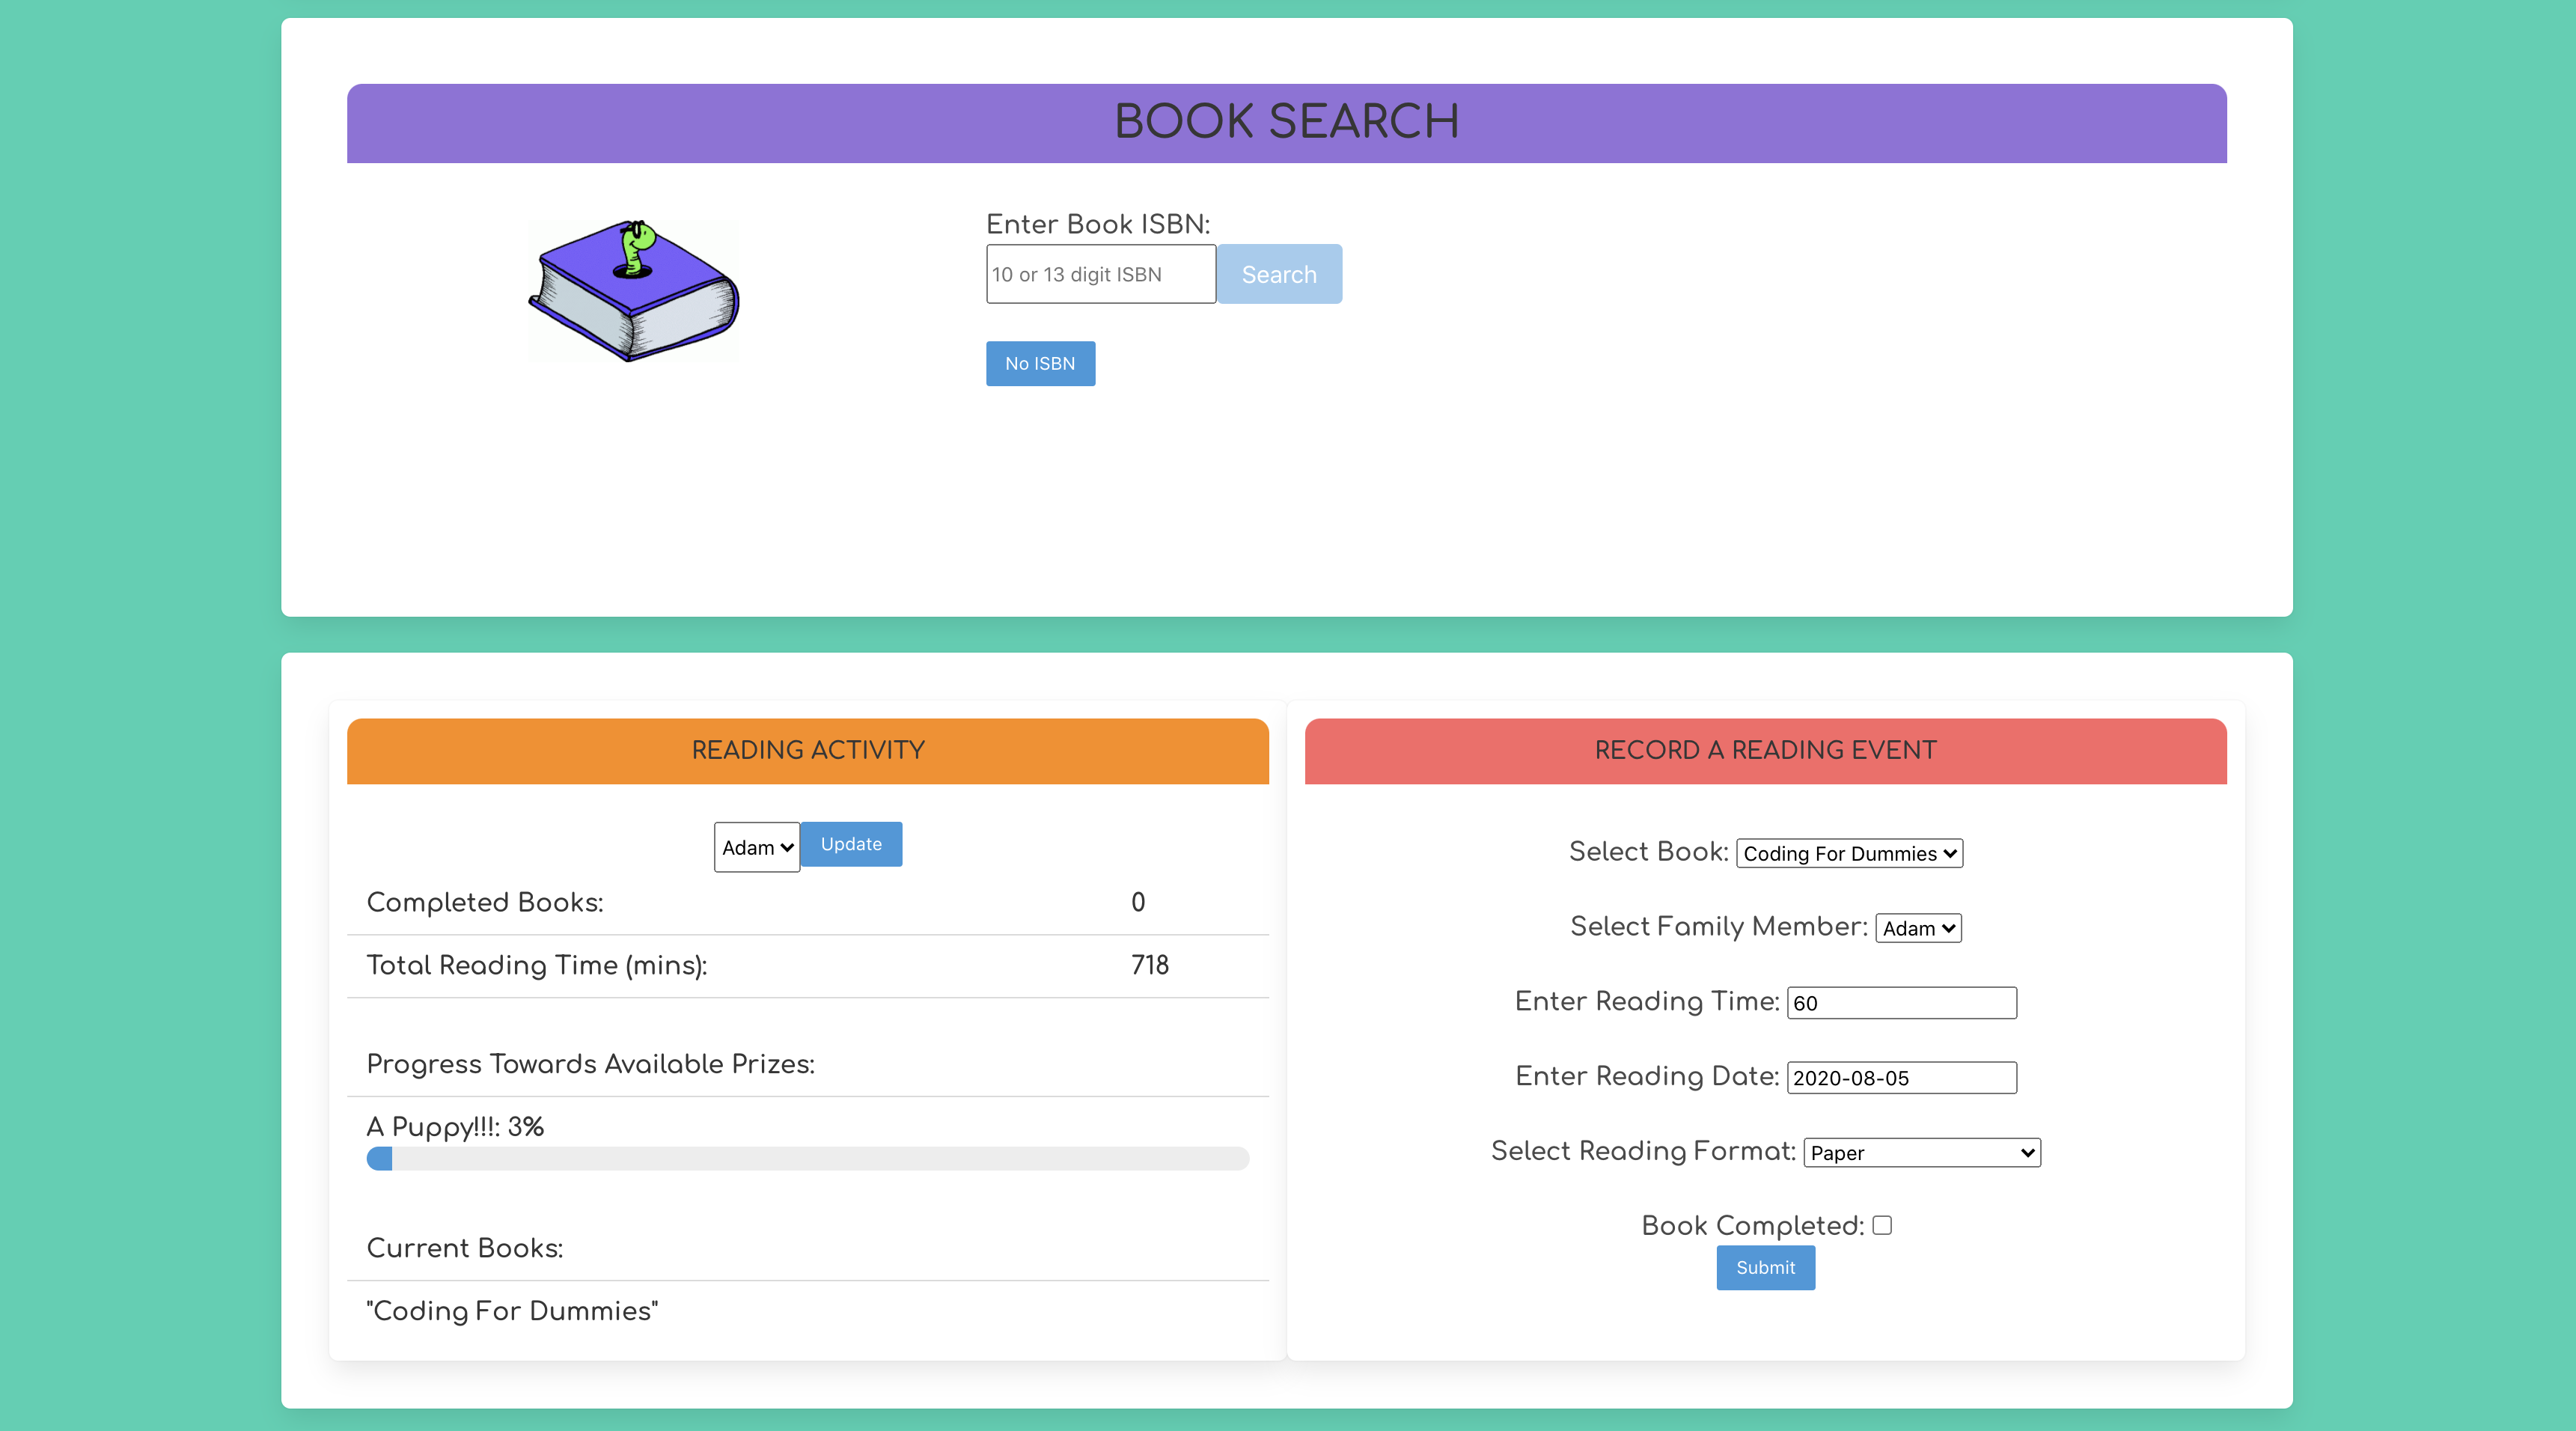 BOOK SEARCH
Enter Book ISBN:
10 or 13 digit ISBN Search
No ISBN
READING ACTIVITY
Adam Update
Completed Books: 0
Total Reading Time (mins): 718
Progress Towards Available Prizes:
A Puppy!!!: 3%
Current Books:
"Coding For Dummies"
RECORD A READING EVENT
Select Book: Coding For Dummies
Select Family Member: Adam
Enter Reading Time: 60
Enter Reading Date: 2020-08-05
Select Reading Format: Paper
Book Completed:
Submit